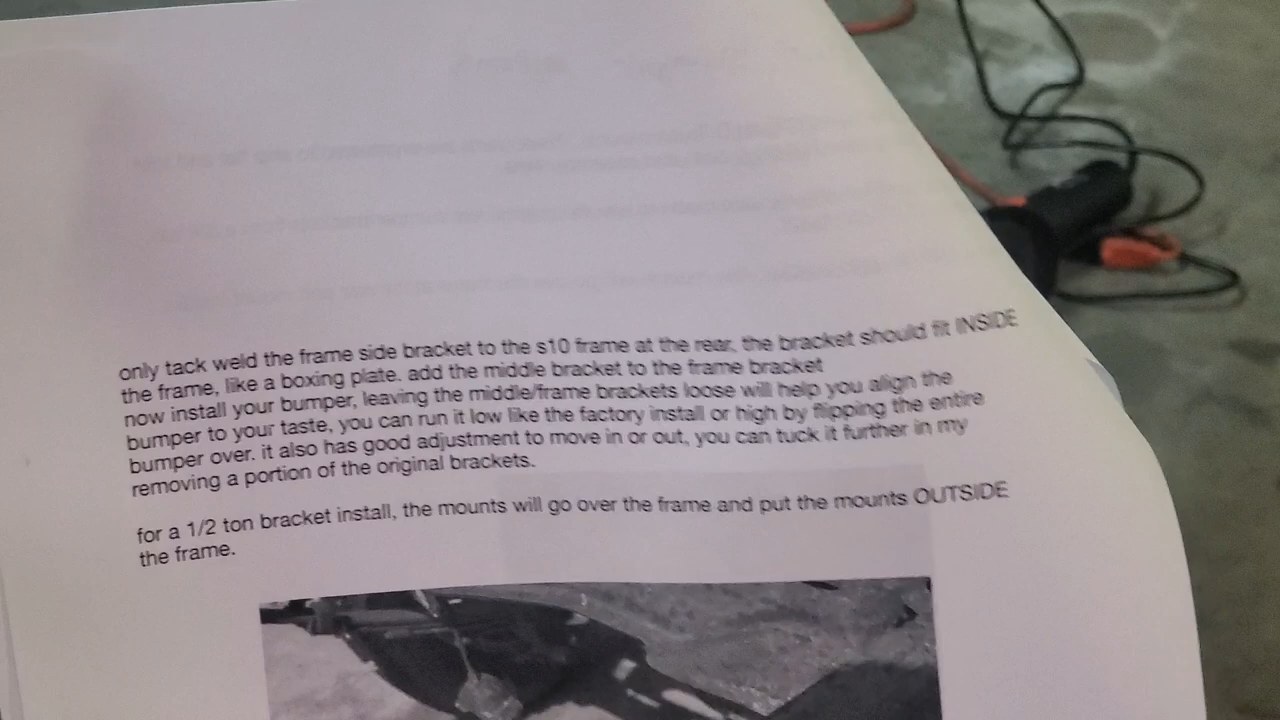 only tack weld the frame side bracket to the s10 frame at the rear, the bracket should fit INSIDE
the frame, like a boxing plate. add the middle bracket to the frame bracket
now install your bumper, leaving the middle/frame brackets loose will help you align the
bumper to your taste, you can run it low like the factory install or high by flipping the entire
bumper over. it also has good adjustment to move in or out, you can tuck it further in my
removing a portion of the original brackets.
for a 1/2 ton bracket install, the mounts will go over the frame and put the mounts OUTSIDE
the frame.